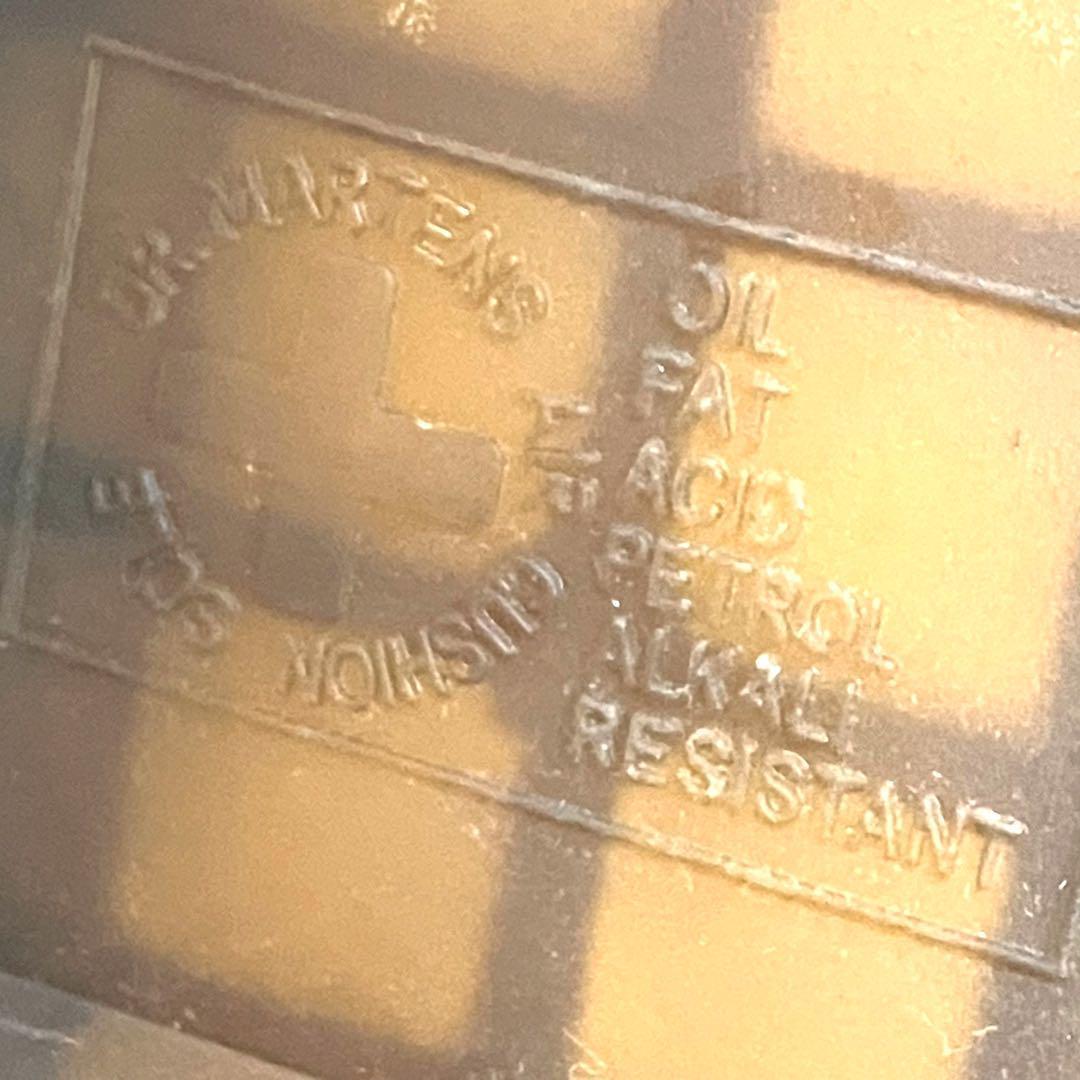 DR. MARTENS
AIR
CUSHION
SOLE
OIL
FAT
ACID
PETROL
ALKALI
RESISTANT